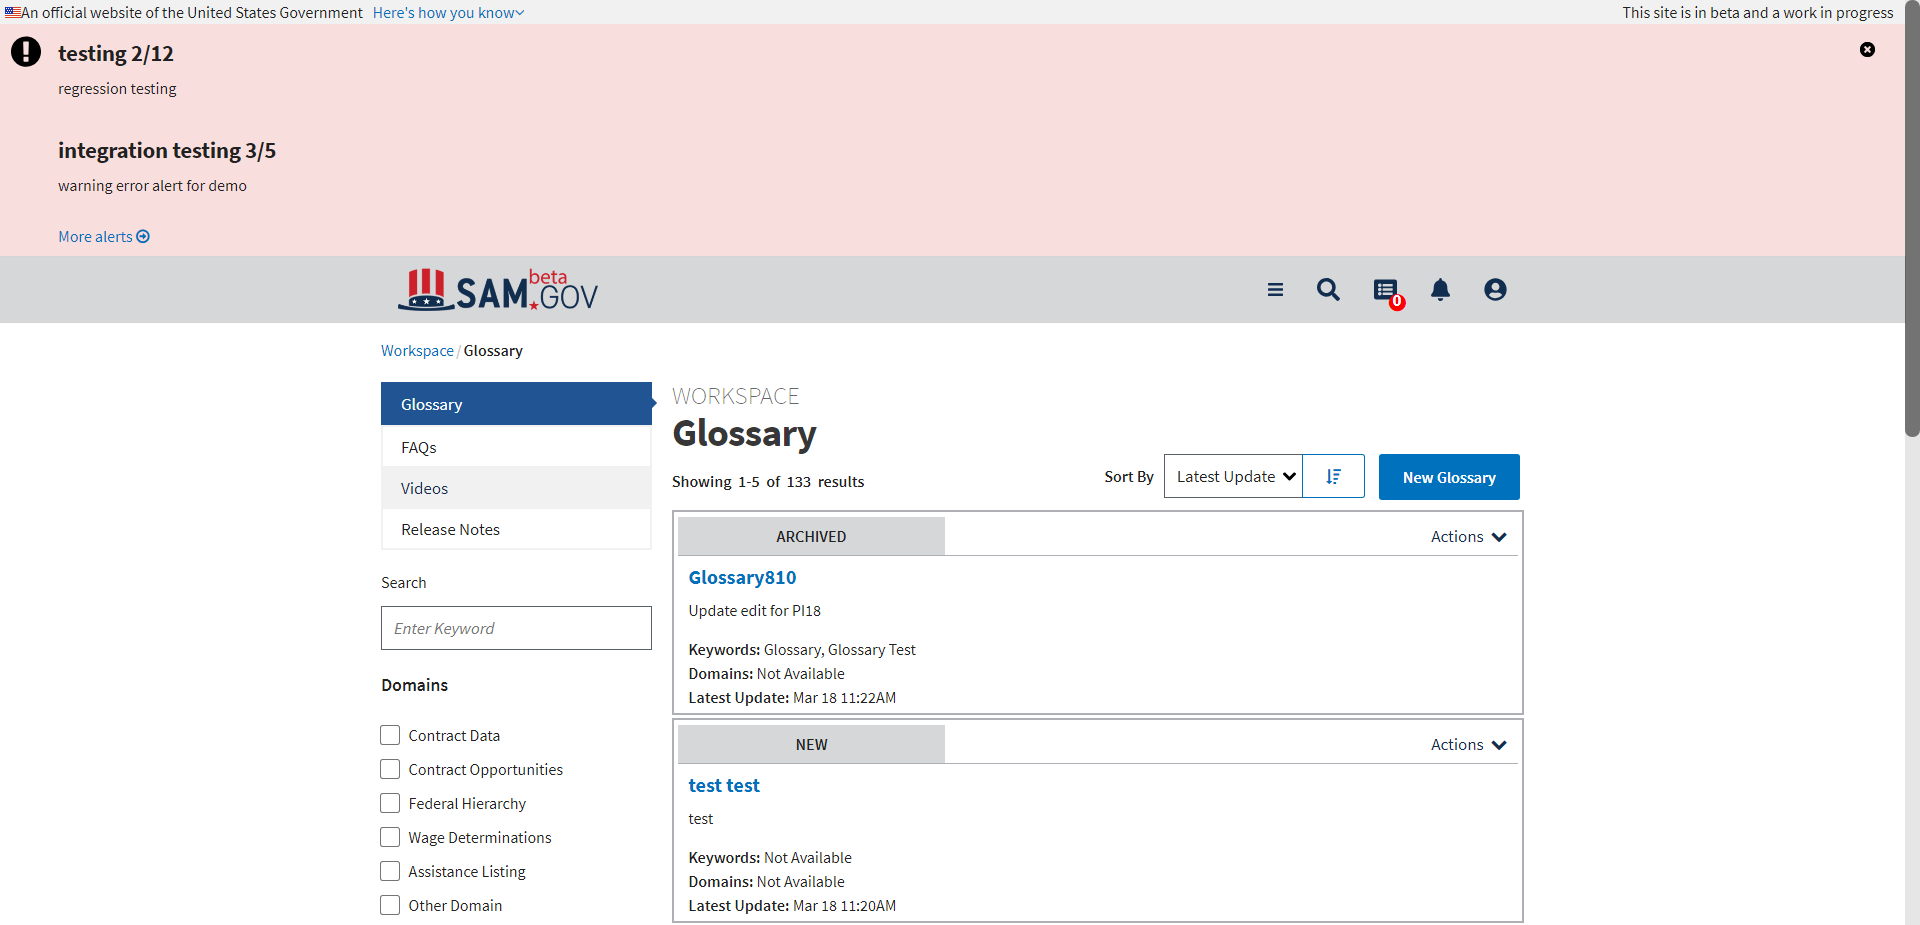 An official website of the United States Government Here's how you know
This site is in beta and a work in progress
testing 2/12
regression testing
integration testing 3/5
warning error alert for demo
More alerts
SAM.GOV beta
0
Workspace / Glossary
Glossary
FAQs
Videos
Release Notes
Search
Enter Keyword
Domains
Contract Data
Contract Opportunities
Federal Hierarchy
Wage Determinations
Assistance Listing
Other Domain
WORKSPACE
Glossary
Showing 1-5 of 133 results
Sort By Latest Update
New Glossary
ARCHIVED
Actions
Glossary810
Update edit for PI18
Keywords: Glossary, Glossary Test
Domains: Not Available
Latest Update: Mar 18 11:22AM
NEW
Actions
test test
test
Keywords: Not Available
Domains: Not Available
Latest Update: Mar 18 11:20AM